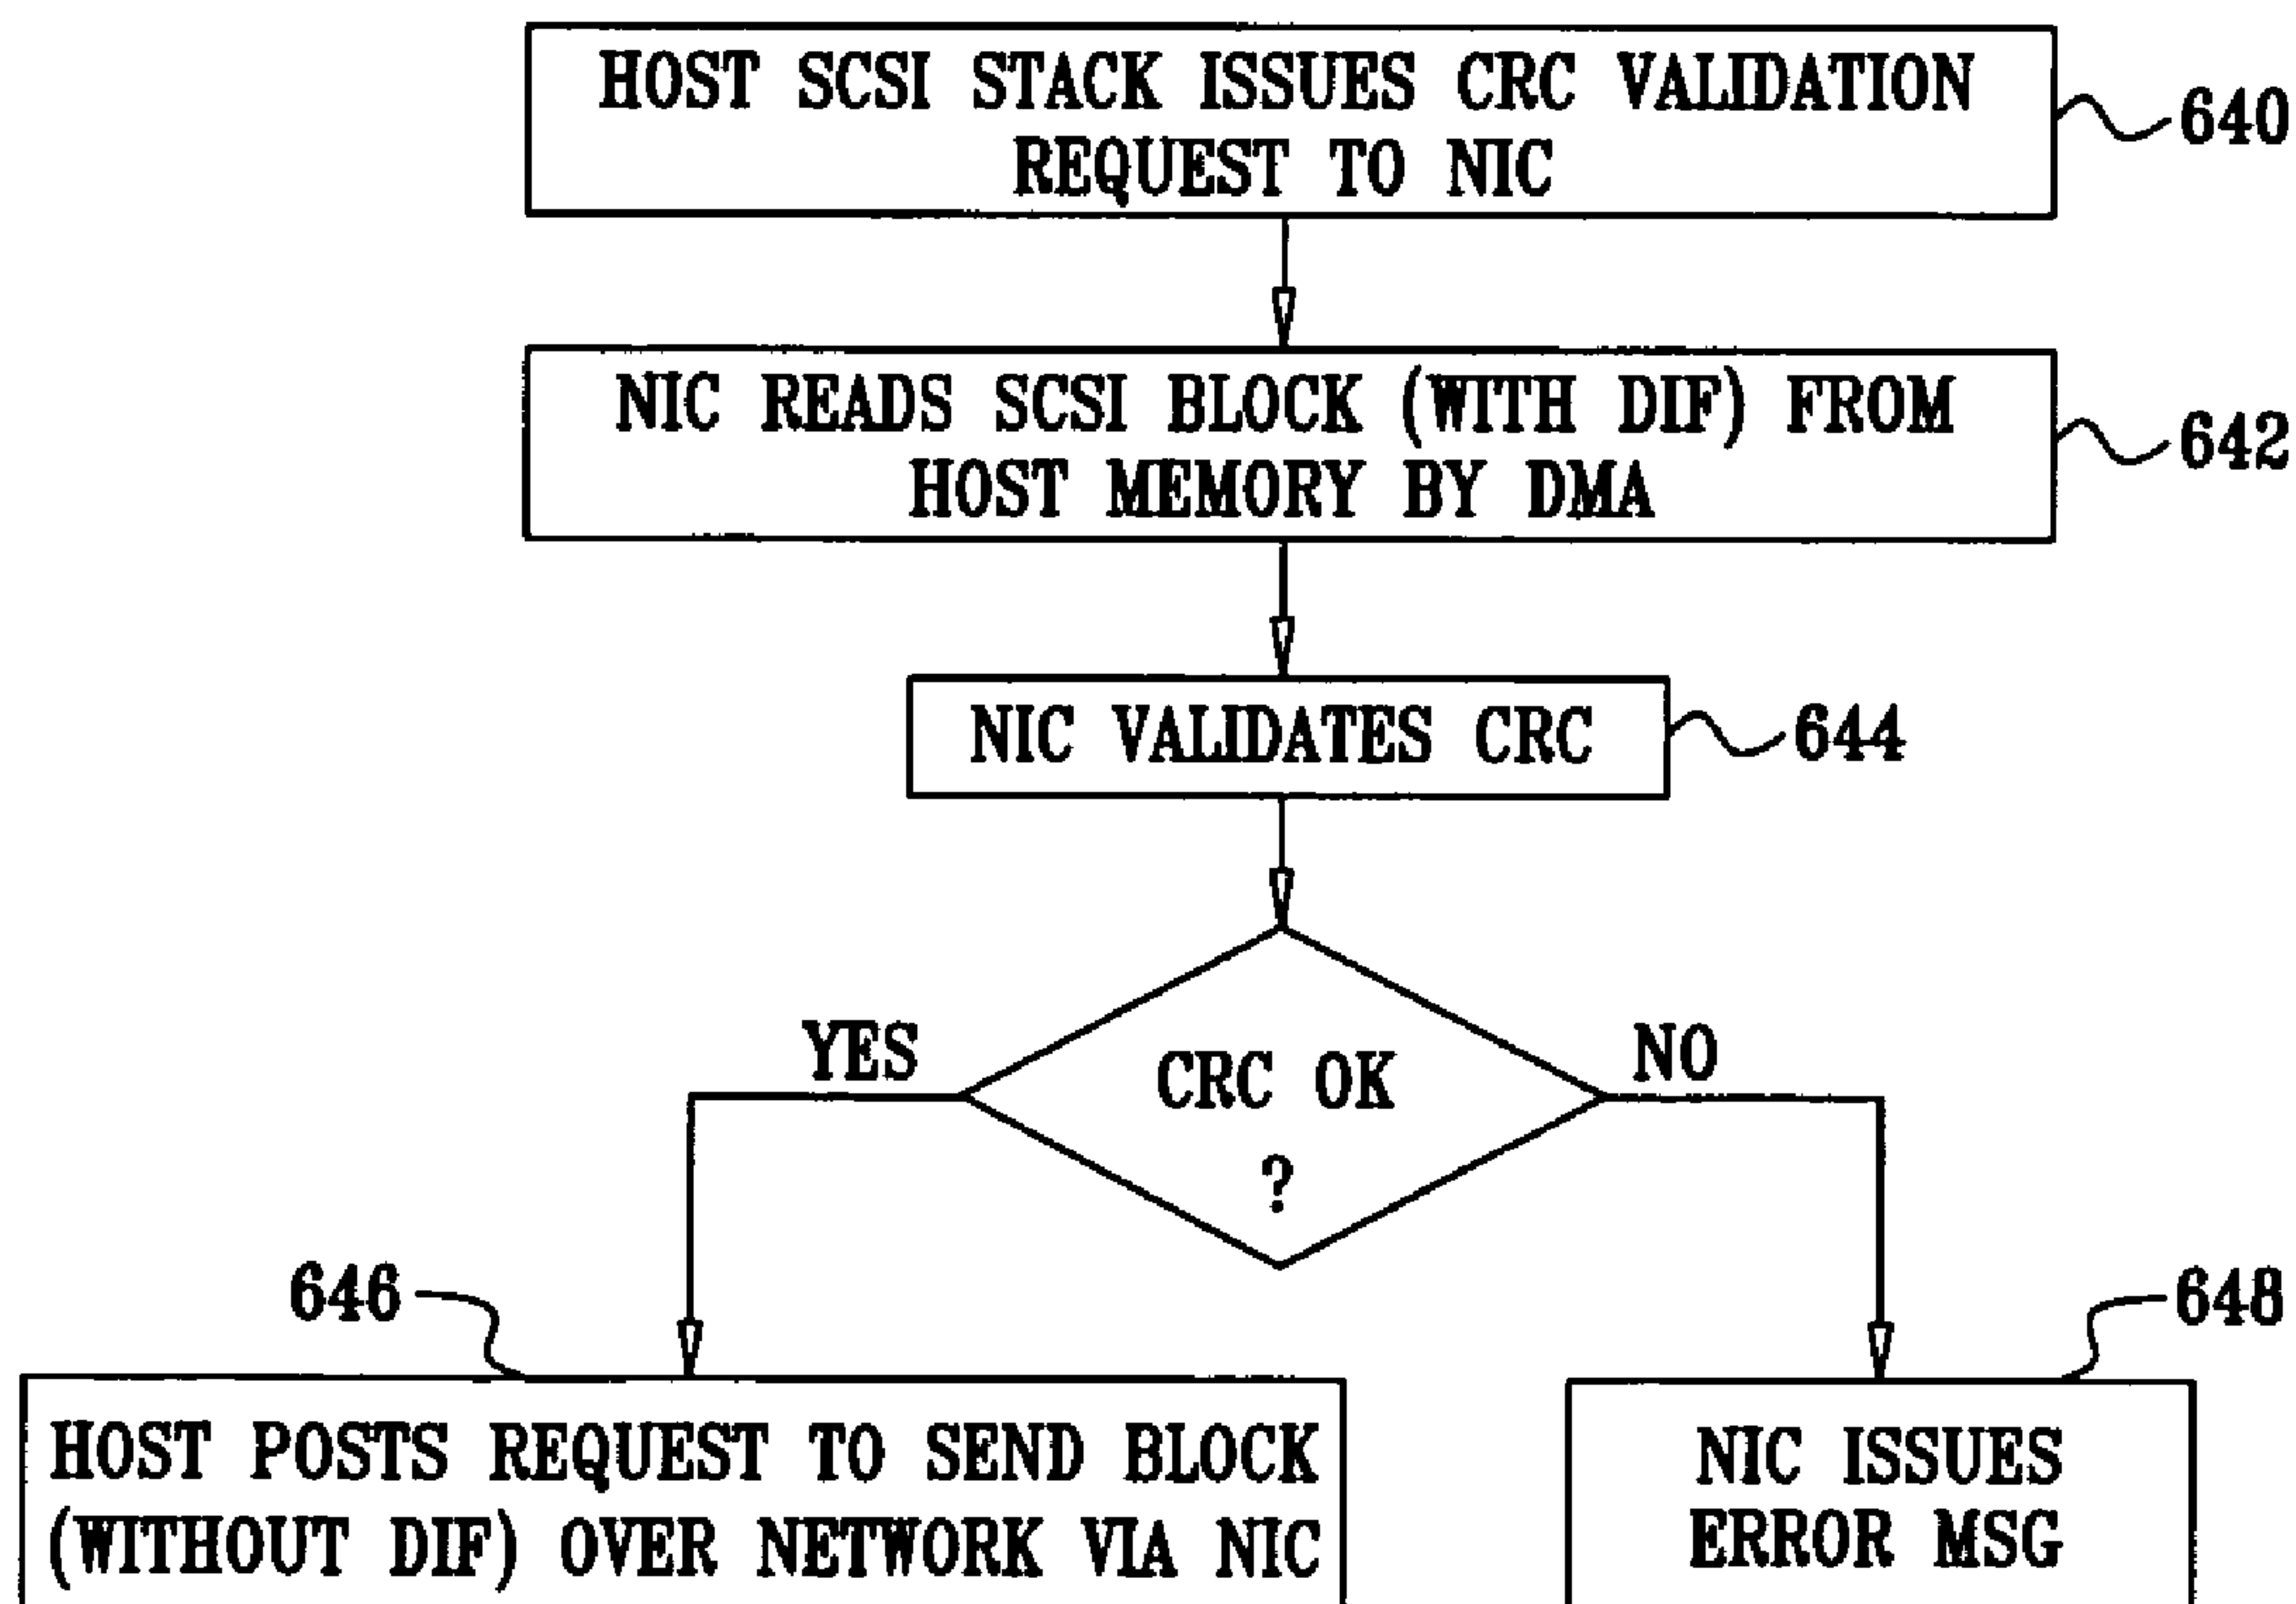 HOST SCSI STACK ISSUES CRC VALIDATION
REQUEST TO NIC
640
NIC READS SCSI BLOCK (WITH DIF) FROM
HOST MEMORY BY DMA
642
NIC VALIDATES CRC
644
YES
CRC OK
?
NO
646
648
HOST POSTS REQUEST TO SEND BLOCK
(WITHOUT DIF) OVER NETWORK VIA NIC
NIC ISSUES
ERROR MSG